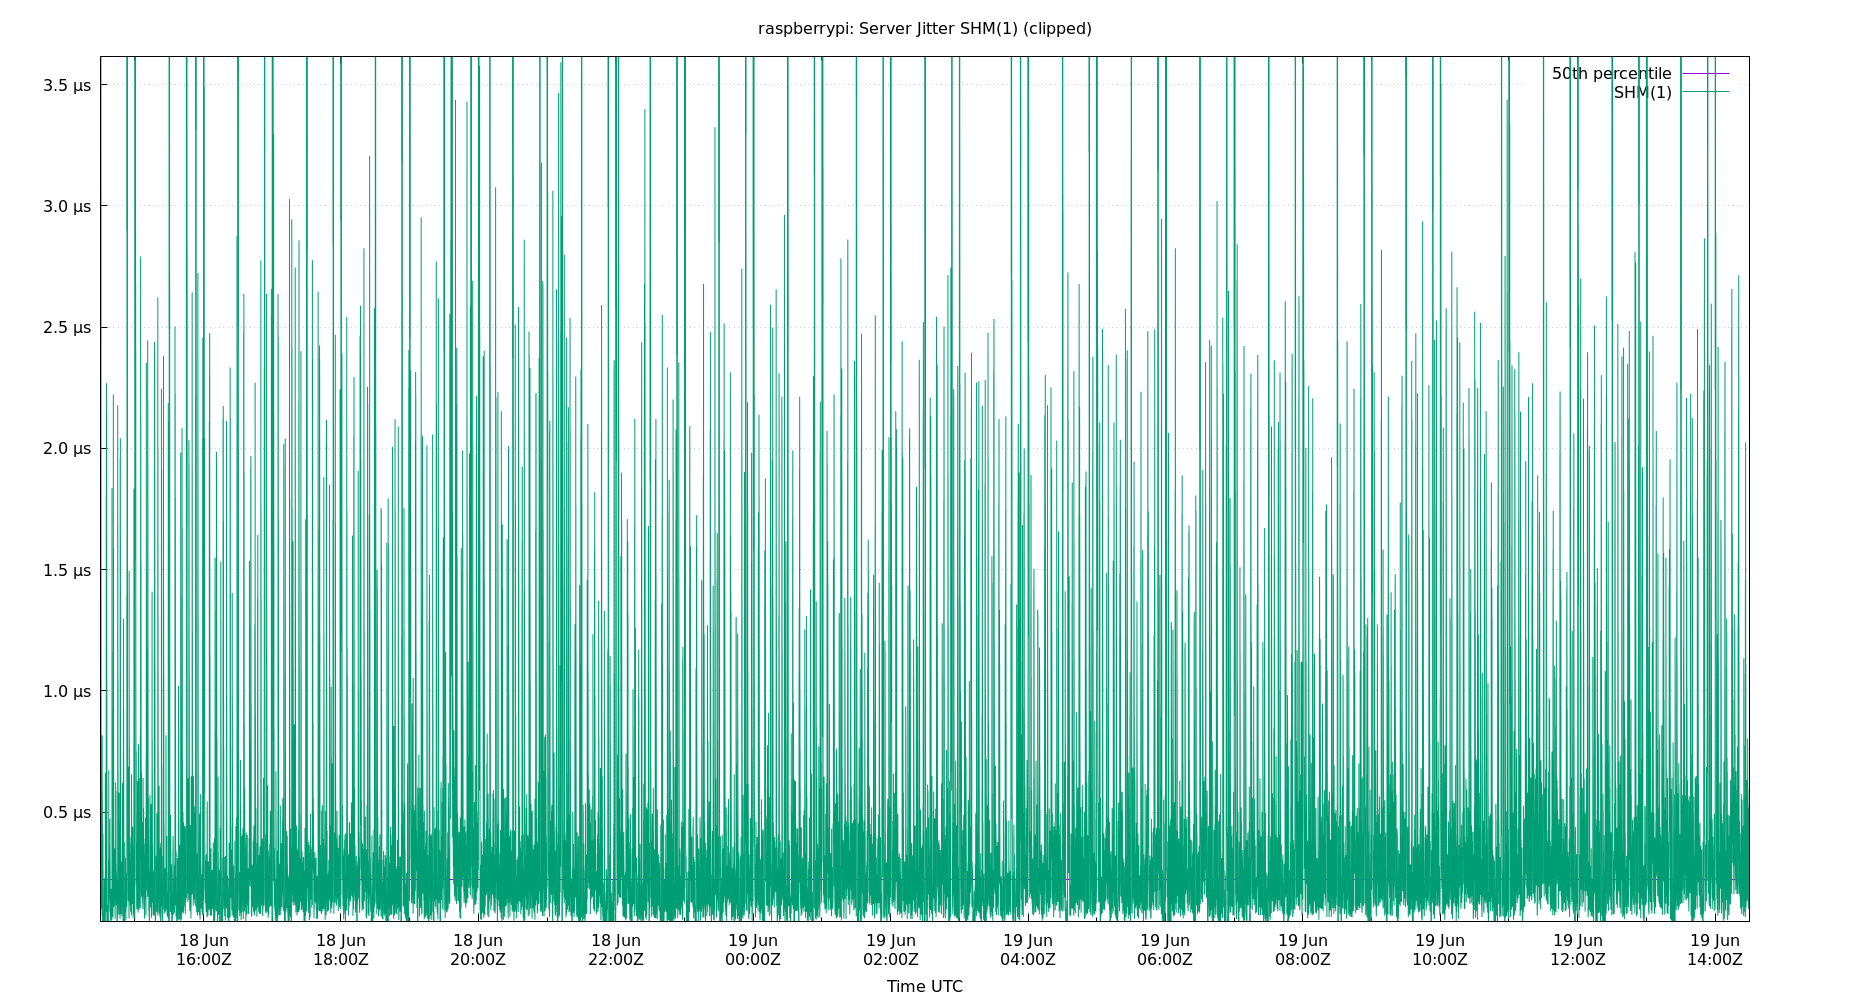 raspberrypi: Server Jitter SHM(1) (clipped)
50th percentile
SHM(1)
3.5 µs
3.0 µs
2.5 µs
2.0 µs
1.5 µs
1.0 µs
0.5 µs
18 Jun 18 Jun 18 Jun 18 Jun 19 Jun 19 Jun 19 Jun 19 Jun 19 Jun 19 Jun 19 Jun 19 Jun
16:00Z 18:00Z 20:00Z 22:00Z 00:00Z 02:00Z 04:00Z 06:00Z 08:00Z 10:00Z 12:00Z 14:00Z
Time UTC